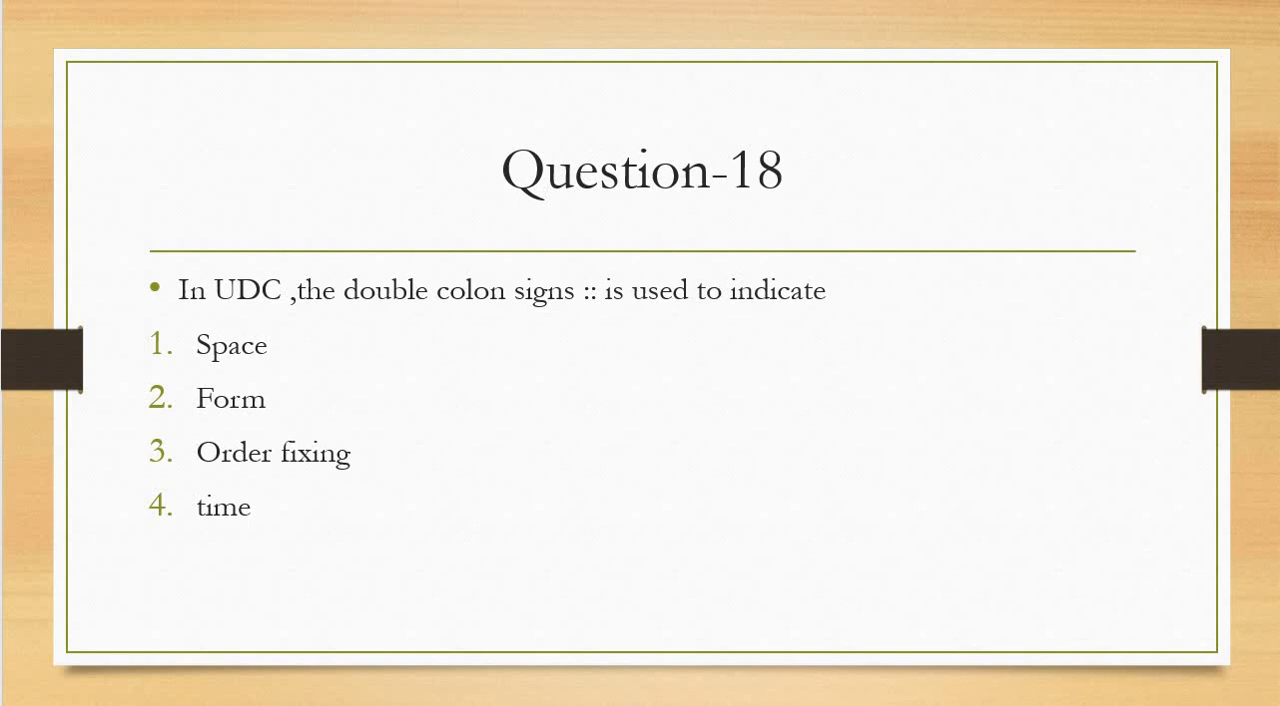 Question-18
• In UDC ,the double colon signs :: is used to indicate
1. Space
2. Form
3. Order fixing
4. time